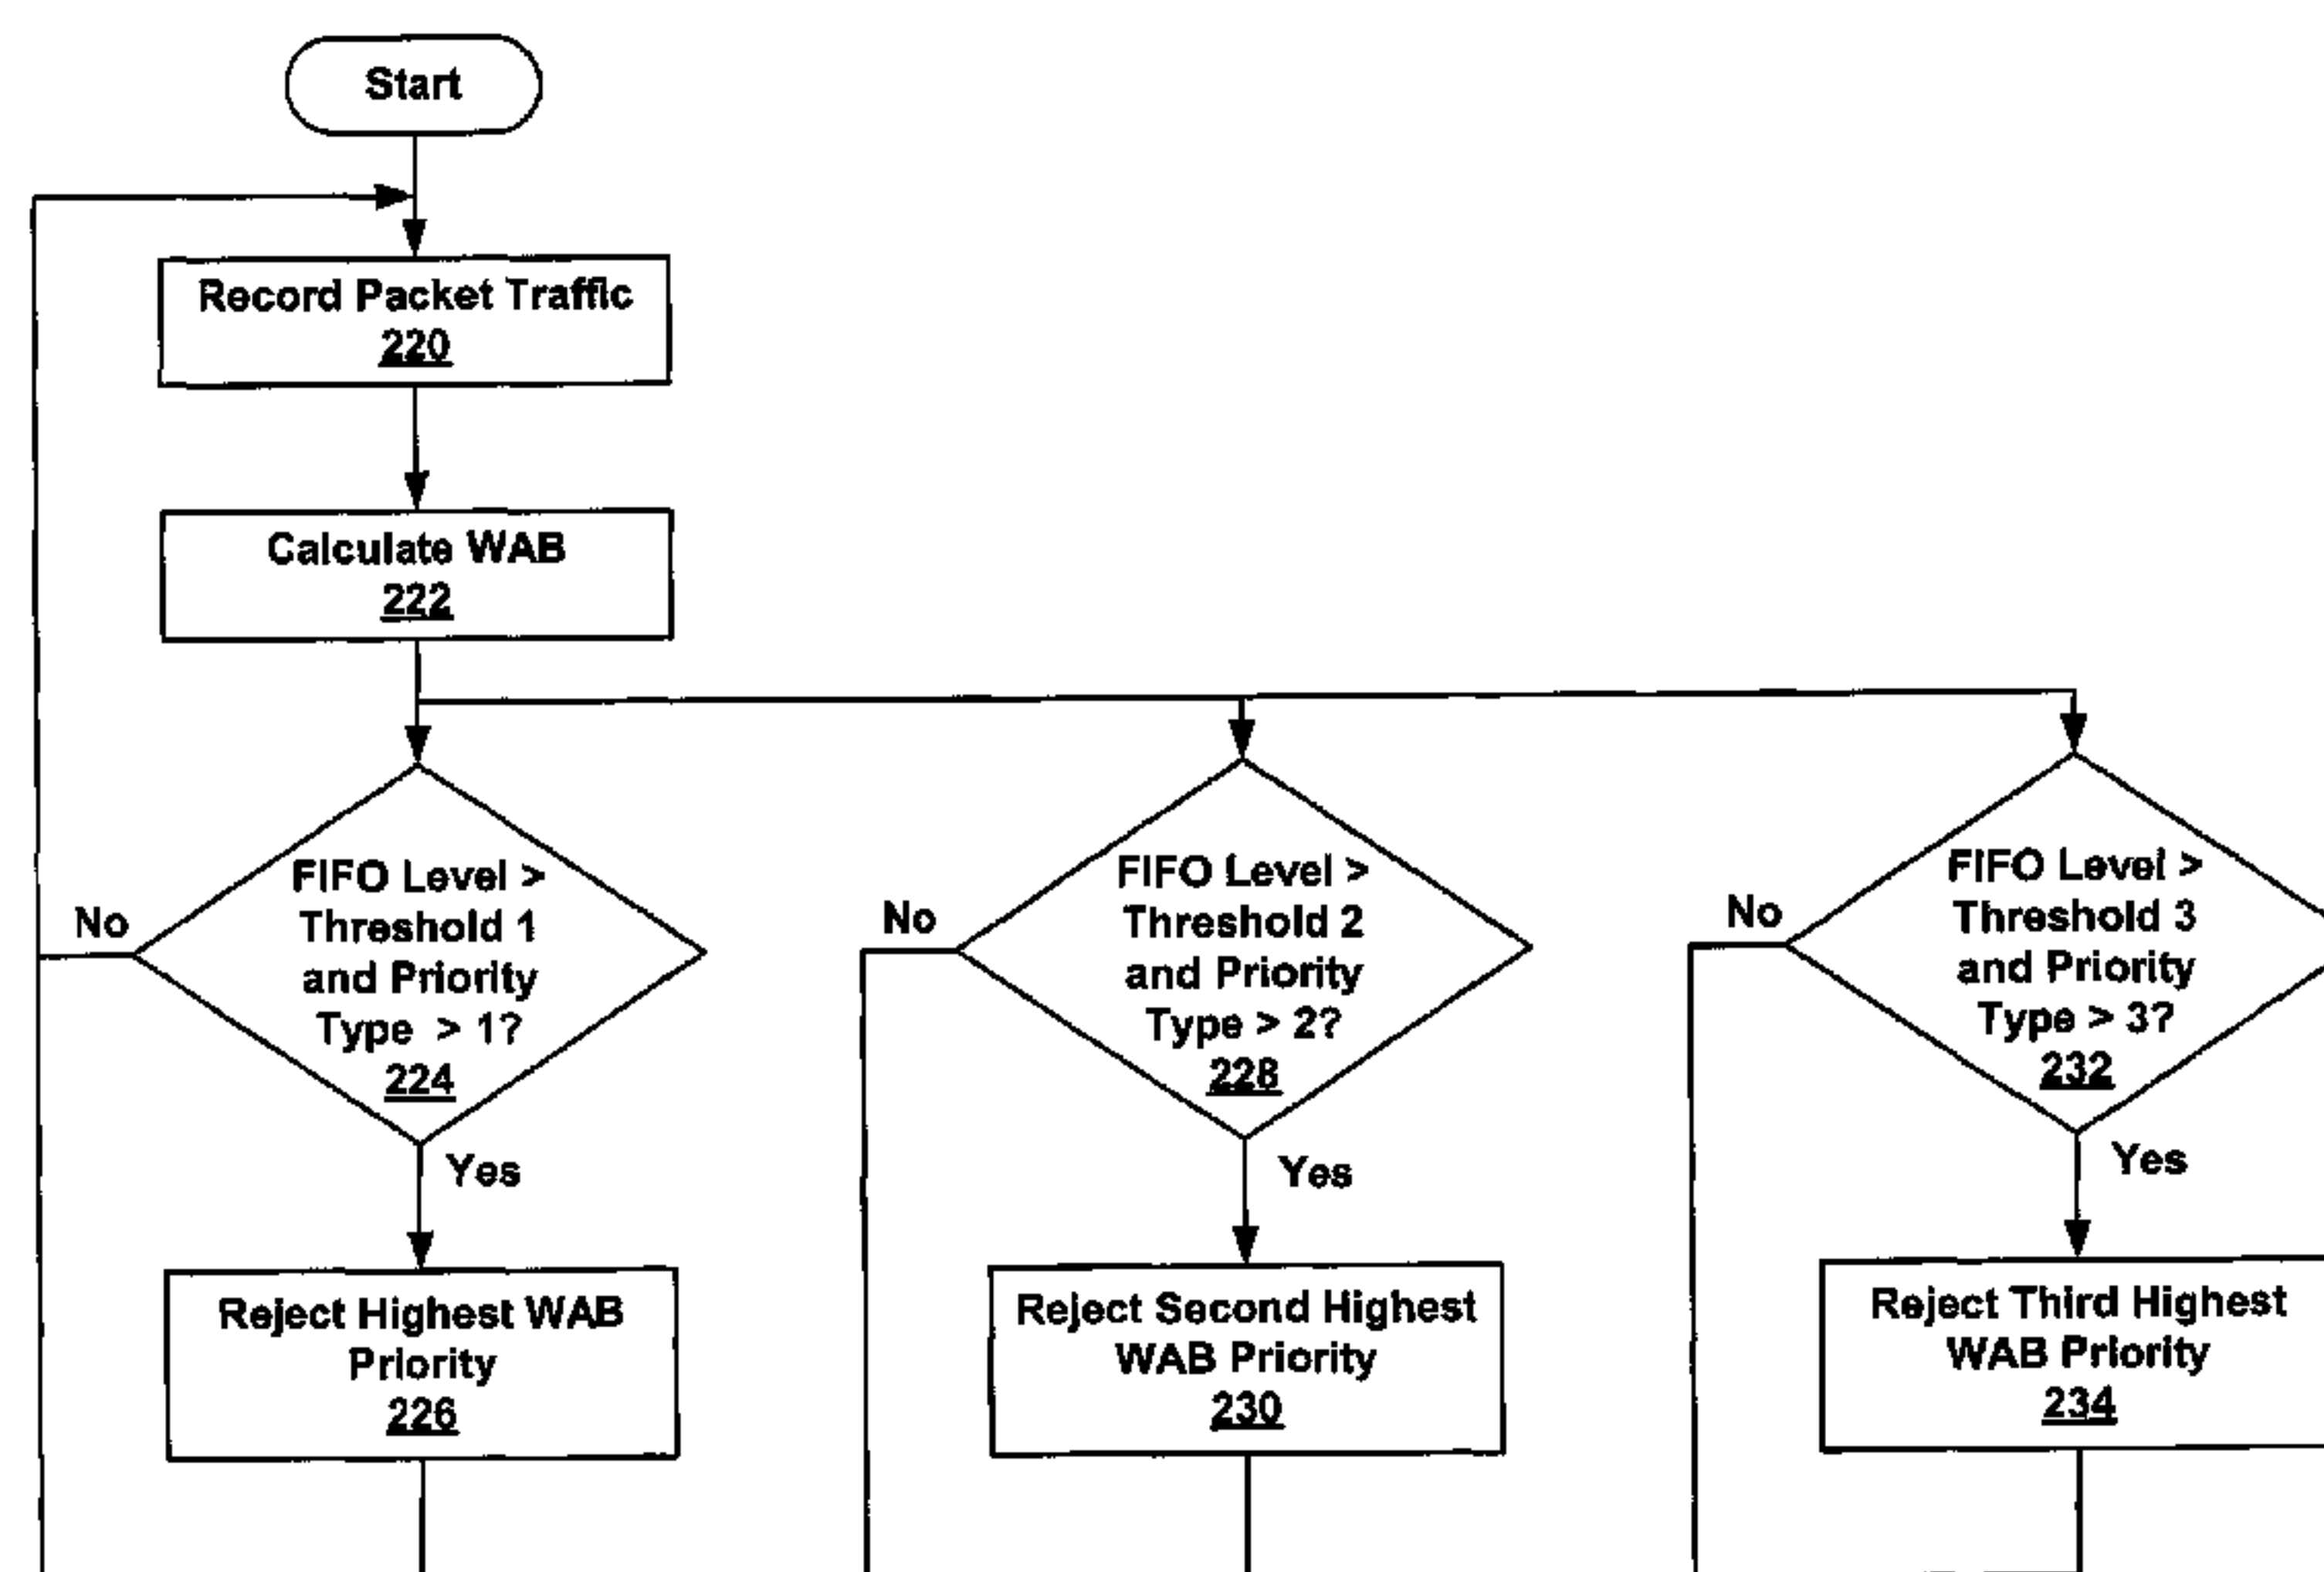 Start
Record Packet Traffic
220
Calculate WAB
222
FIFO Level >
Threshold 1
and Priority
Type > 1?
224
No
Yes
FIFO Level >
Threshold 2
and Priority
Type > 2?
228
No
Yes
FIFO Level >
Threshold 3
and Priority
Type > 3?
232
No
Yes
Reject Highest WAB
Priority
226
Reject Second Highest
WAB Priority
230
Reject Third Highest
WAB Priority
234